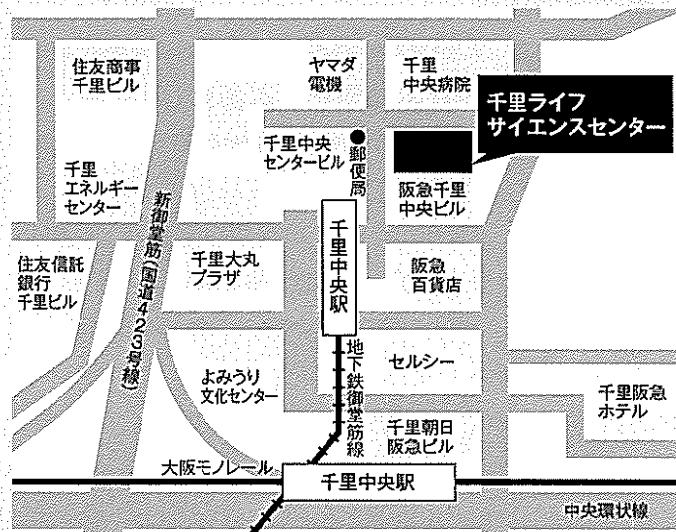 住友商事
千里ビル
ヤマダ
電機
千里
中央病院
千里ライフ
サイエンスセンター
千里中央
センタービル
郵便局
千里
エネルギー
センター
阪急千里
中央ビル
新御堂筋(国道423号線)
千里中央駅
住友信託
銀行
千里ビル
千里大丸
プラザ
阪急
百貨店
地下鉄御堂筋線
セルシー
よみうり
文化センター
千里阪急
ホテル
千里朝日
阪急ビル
大阪モノレール
千里中央駅
中央環状線